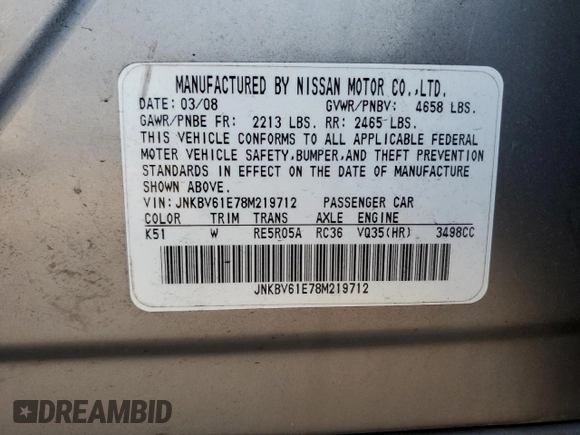 MANUFACTURED BY NISSAN MOTOR CO.,LTD.
DATE: 03/08 GVWR/PNBV: 4658 LBS.
GAWR/PNBE FR: 2213 LBS. RR: 2465 LBS.
THIS VEHICLE CONFORMS TO ALL APPLICABLE FEDERAL
MOTER VEHICLE SAFETY,BUMPER,AND THEFT PREVENTION
STANDARDS IN EFFECT ON THE DATE OF MANUFACTURE
SHOWN ABOVE.
VIN:JNKBV61E78M219712 PASSENGER CAR
COLOR TRIM TRANS AXLE ENGINE
K51 W RE5R05A RC36 VQ35(HR) 3498CC
JNKBV61E78M219712
DREAMBID